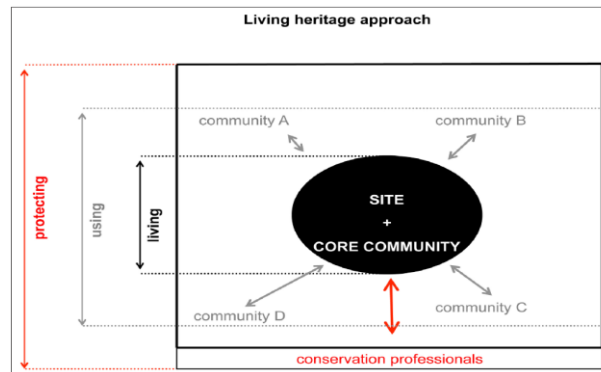 Living heritage approach
community A
community B
SITE
+
CORE COMMUNITY
protecting
using
living
community D
community C
conservation professionals